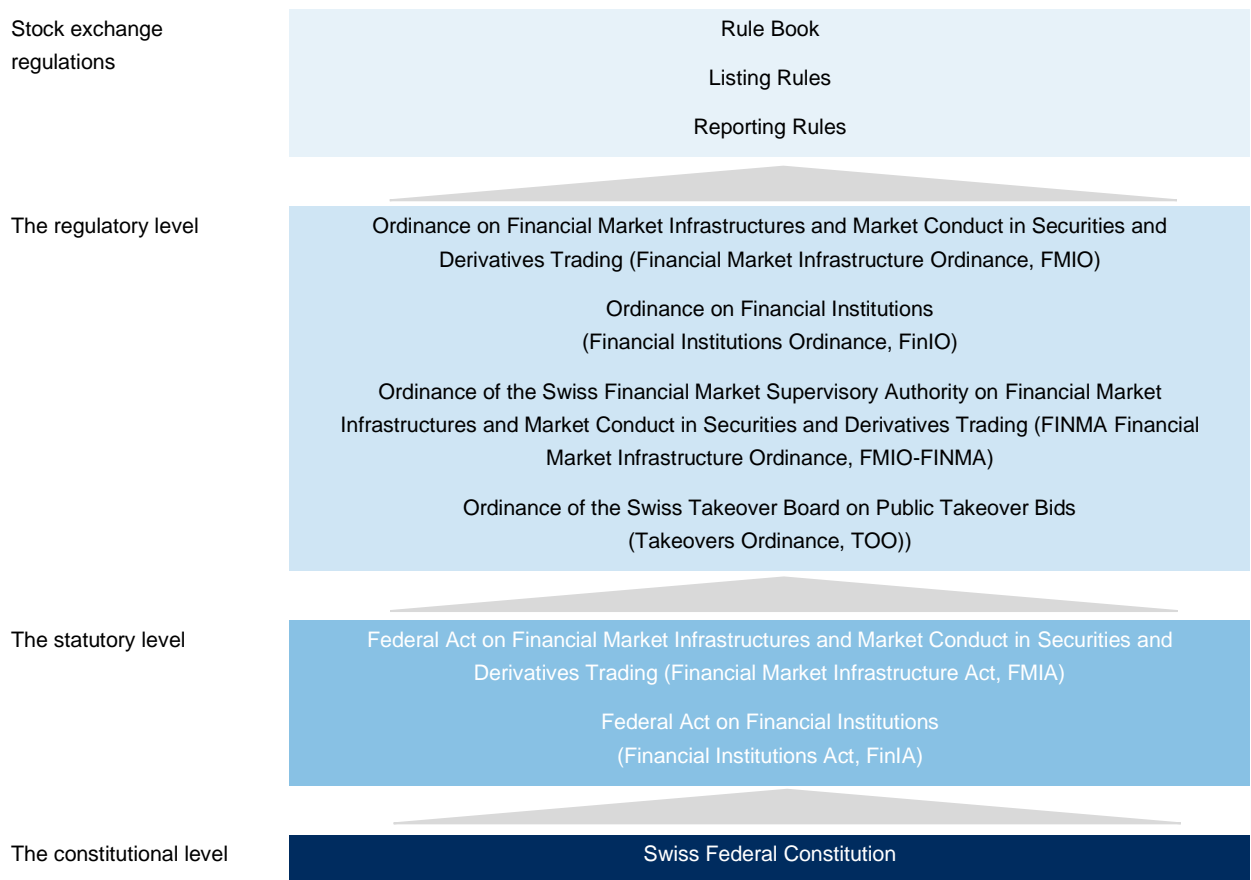 Stock exchange
regulations
Rule Book
Listing Rules
Reporting Rules
The regulatory level
Ordinance on Financial Market Infrastructures and Market Conduct in Securities and
Derivatives Trading (Financial Market Infrastructure Ordinance, FMIO)
Ordinance on Financial Institutions
(Financial Institutions Ordinance, FinIO)
Ordinance of the Swiss Financial Market Supervisory Authority on Financial Market
Infrastructures and Market Conduct in Securities and Derivatives Trading (FINMA Financial
Market Infrastructure Ordinance, FMIO-FINMA)
Ordinance of the Swiss Takeover Board on Public Takeover Bids
(Takeovers Ordinance, TOO))
The statutory level
Federal Act on Financial Market Infrastructures and Market Conduct in Securities and
Derivatives Trading (Financial Market Infrastructure Act, FMIA)
Federal Act on Financial Institutions
(Financial Institutions Act, FinIA)
The constitutional level
Swiss Federal Constitution